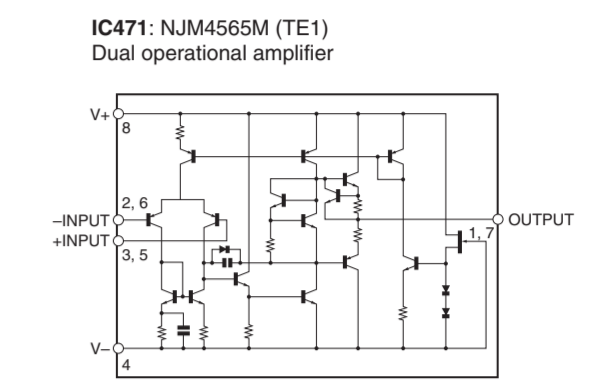 IC471: NJM4565M (TE1)
Dual operational amplifier
V+
8
2, 6
–INPUT
+INPUT
3, 5
1, 7
OUTPUT
V–
4